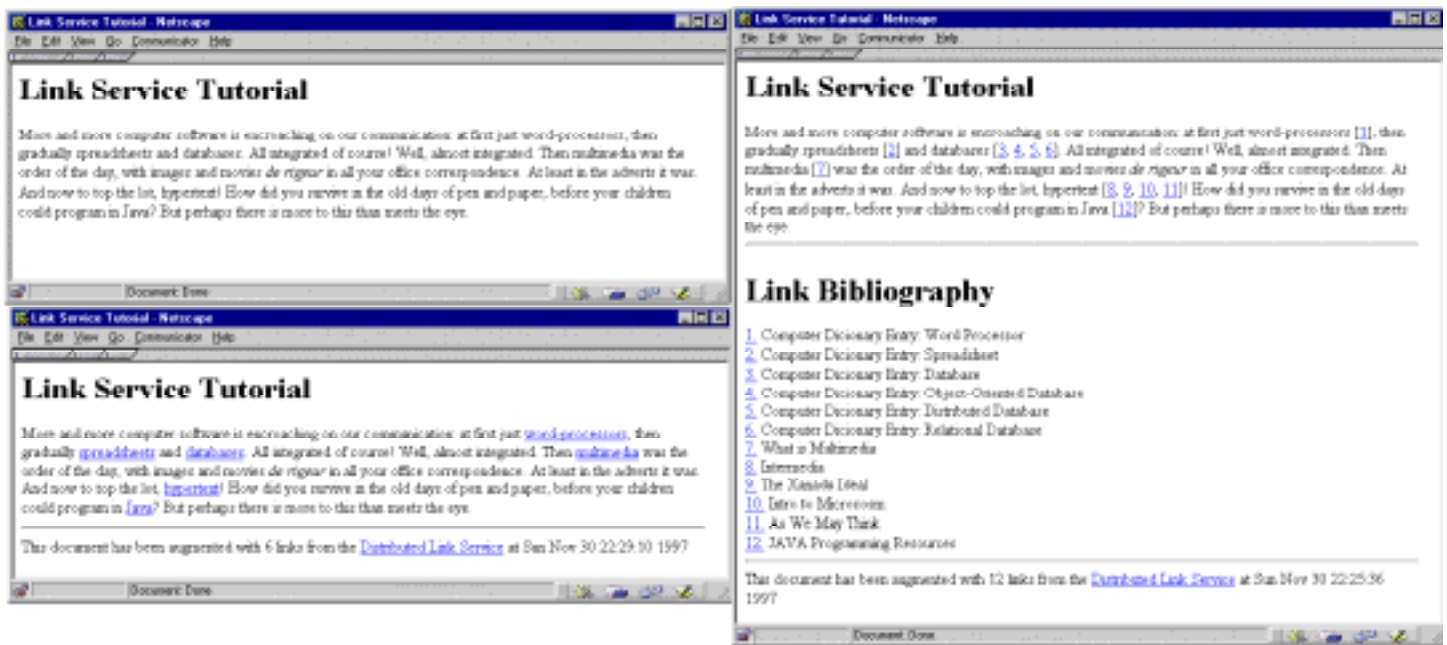 Link Service Tutorial - Netscape
File Edit View Go Communicator Help
Link Service Tutorial
More and more computer software is encroaching on our communication: at first just word-processors, then
gradually spreadsheets and databases. All integrated of course! Well, almost integrated. Then multimedia was the
order of the day, with images and movies de rigeur in all your office correspondence. At least in the adverts it was.
And now to top the lot, hypertext! How did you survive in the old days of pen and paper, before your children
could program in Java? But perhaps there is more to this than meets the eye.
Document: Done
Link Service Tutorial - Netscape
File Edit View Go Communicator Help
Link Service Tutorial
More and more computer software is encroaching on our communication: at first just word-processors, then
gradually spreadsheets and databases. All integrated of course! Well, almost integrated. Then multimedia was the
order of the day, with images and movies de rigeur in all your office correspondence. At least in the adverts it was.
And now to top the lot, hypertext! How did you survive in the old days of pen and paper, before your children
could program in Java? But perhaps there is more to this than meets the eye.
This document has been augmented with 6 links from the Distributed Link Service at Sun Nov 30 22:29:10 1997
Document: Done
Link Service Tutorial - Netscape
File Edit View Go Communicator Help
Link Service Tutorial
More and more computer software is encroaching on our communication: at first just word-processors [1], then
gradually spreadsheets [2] and databases [3, 4, 5, 6]. All integrated of course! Well, almost integrated. Then
multimedia [7] was the order of the day, with images and movies de rigeur in all your office correspondence. At
least in the adverts it was. And now to top the lot, hypertext [8, 9, 10, 11]! How did you survive in the old days
of pen and paper, before your children could program in Java [12]? But perhaps there is more to this than meets
the eye.
Link Bibliography
1. Computer Dicionary Entry: Word Processor
2. Computer Dicionary Entry: Spreadsheet
3. Computer Dicionary Entry: Database
4. Computer Dicionary Entry: Object-Oriented Database
5. Computer Dicionary Entry: Distributed Database
6. Computer Dicionary Entry: Relational Database
7. What is Multimedia
8. Intermedia
9. The Xanadu Ideal
10. Intro to Microcosm
11. As We May Think
12. JAVA Programming Resources
This document has been augmented with 12 links from the Distributed Link Service at Sun Nov 30 22:25:36
1997
Document: Done